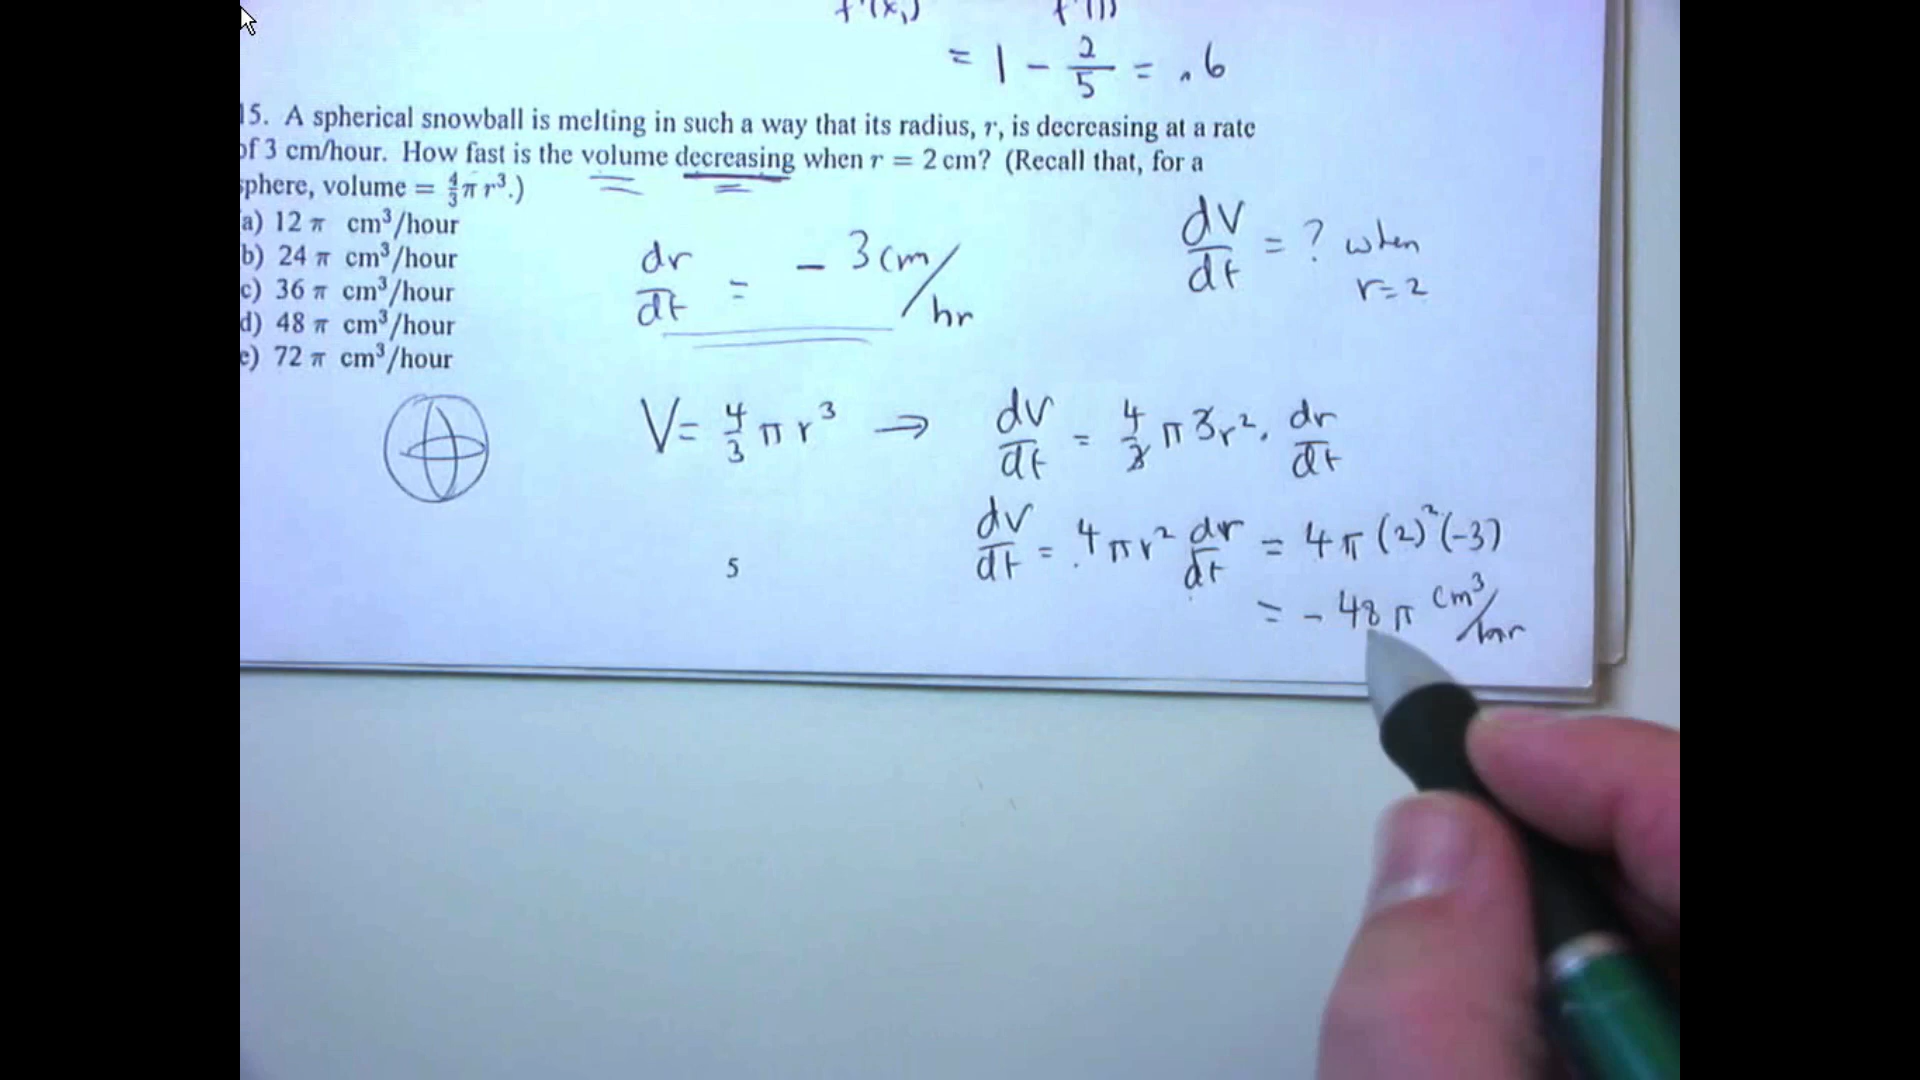 f'(x₁) f'(1)
= 1 - 2/5 = .6
15. A spherical snowball is melting in such a way that its radius, r, is decreasing at a rate
of 3 cm/hour. How fast is the volume decreasing when r = 2 cm? (Recall that, for a
sphere, volume = 4/3 π r³.)
a) 12 π cm³/hour
b) 24 π cm³/hour
c) 36 π cm³/hour
d) 48 π cm³/hour
e) 72 π cm³/hour
dr/dt = - 3 cm/hr
dV/dt = ? when
r = 2
V = 4/3 π r³ → dV/dt = 4/3 π 3r² · dr/dt
dV/dt = 4πr² dr/dt = 4π (2)² (-3)
= - 48 π cm³/hr
5